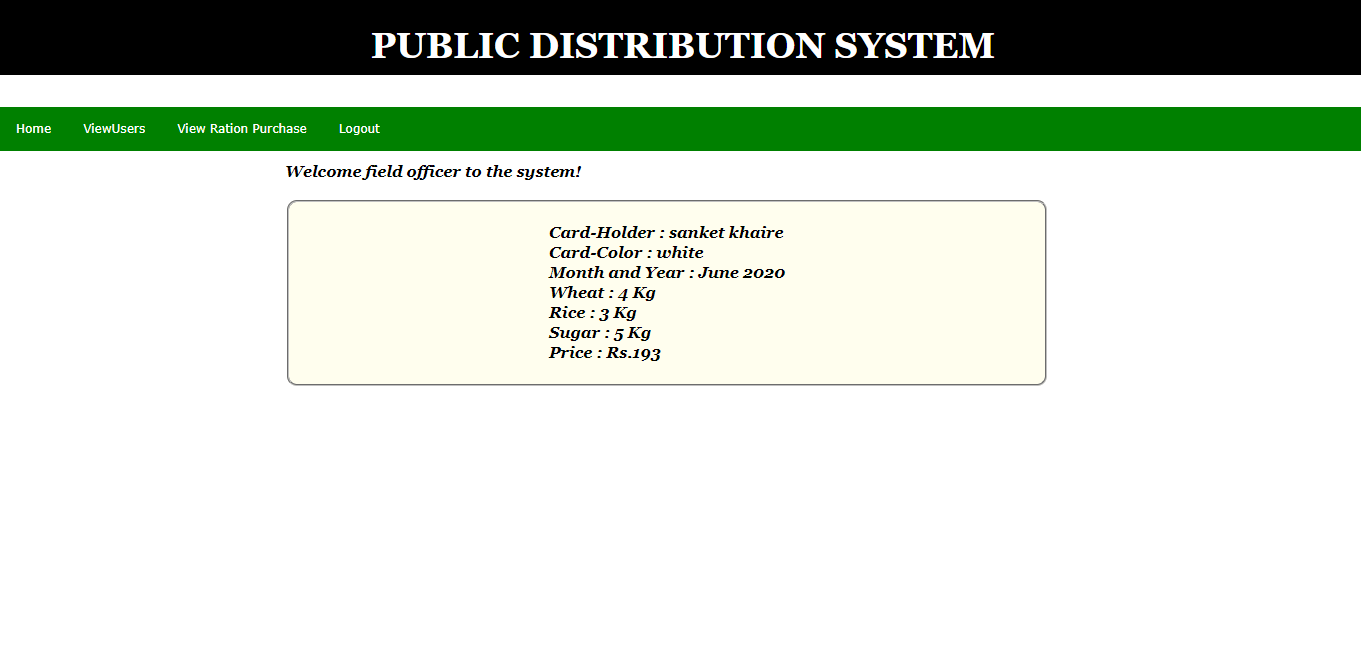 PUBLIC DISTRIBUTION SYSTEM
Home ViewUsers View Ration Purchase Logout
Welcome field officer to the system!
Card-Holder : sanket khaire
Card-Color : white
Month and Year : June 2020
Wheat : 4 Kg
Rice : 3 Kg
Sugar : 5 Kg
Price : Rs.193